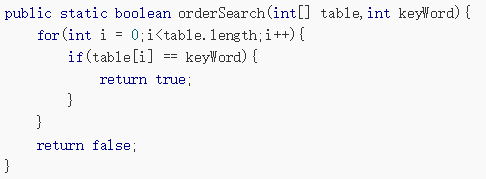 public static boolean orderSearch(int[] table,int keyWord){
    for(int i = 0;i<table.length;i++){
        if(table[i] == keyWord){
            return true;
        }
    }
    return false;
}